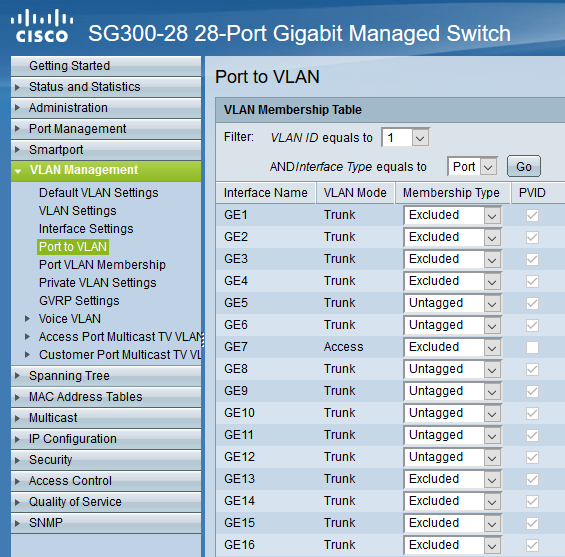 CISCO SG300-28 28-Port Gigabit Managed Switch
Getting Started
Status and Statistics
Administration
Port Management
Smartport
VLAN Management
Default VLAN Settings
VLAN Settings
Interface Settings
Port to VLAN
Port VLAN Membership
Private VLAN Settings
GVRP Settings
Voice VLAN
Access Port Multicast TV VLAN
Customer Port Multicast TV VL
Spanning Tree
MAC Address Tables
Multicast
IP Configuration
Security
Access Control
Quality of Service
SNMP
Port to VLAN
VLAN Membership Table
Filter: VLAN ID equals to 1
ANDInterface Type equals to Port Go
Interface Name VLAN Mode Membership Type PVID
GE1 Trunk Excluded
GE2 Trunk Excluded
GE3 Trunk Excluded
GE4 Trunk Excluded
GE5 Trunk Untagged
GE6 Trunk Untagged
GE7 Access Excluded
GE8 Trunk Untagged
GE9 Trunk Untagged
GE10 Trunk Untagged
GE11 Trunk Untagged
GE12 Trunk Untagged
GE13 Trunk Excluded
GE14 Trunk Excluded
GE15 Trunk Excluded
GE16 Trunk Excluded